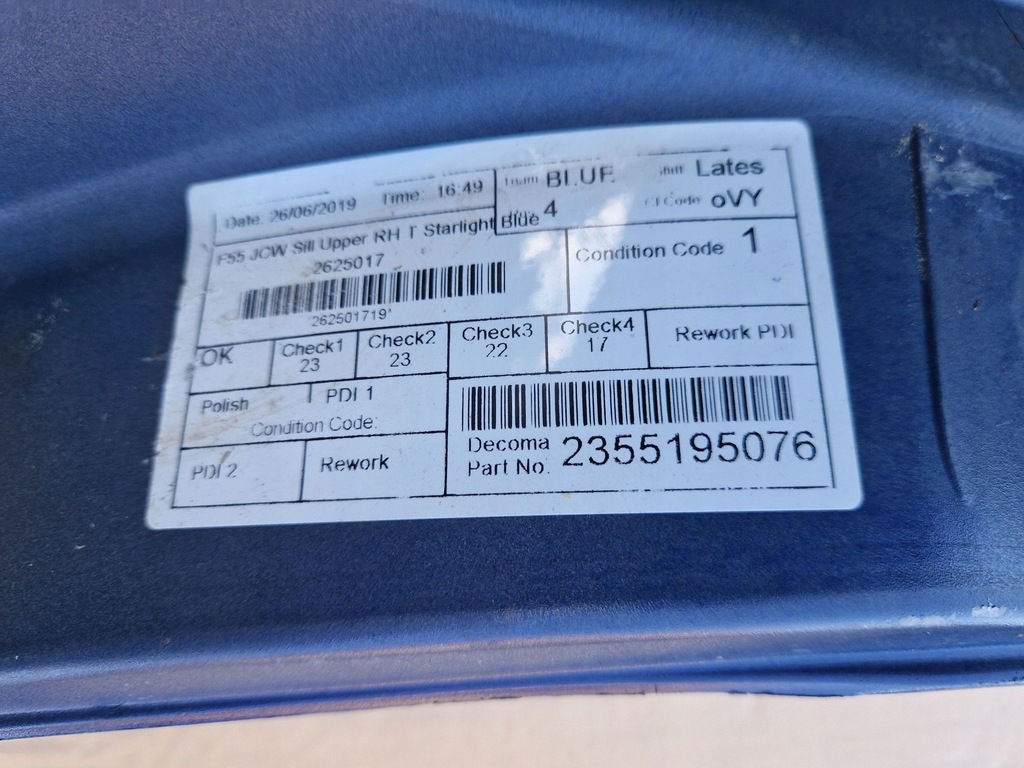 Date: 26/06/2019 Time: 16:49
Team BLUE Shift Lates
4 CI Code oVY
F55 JCW Sill Upper RH T Starlight Blue
2625017
262501719
Condition Code 1
OK Check1 23 Check2 23 Check3 22 Check4 17 Rework PDI
Polish PDI 1
Condition Code:
PDI 2 Rework
Decoma Part No. 2355195076